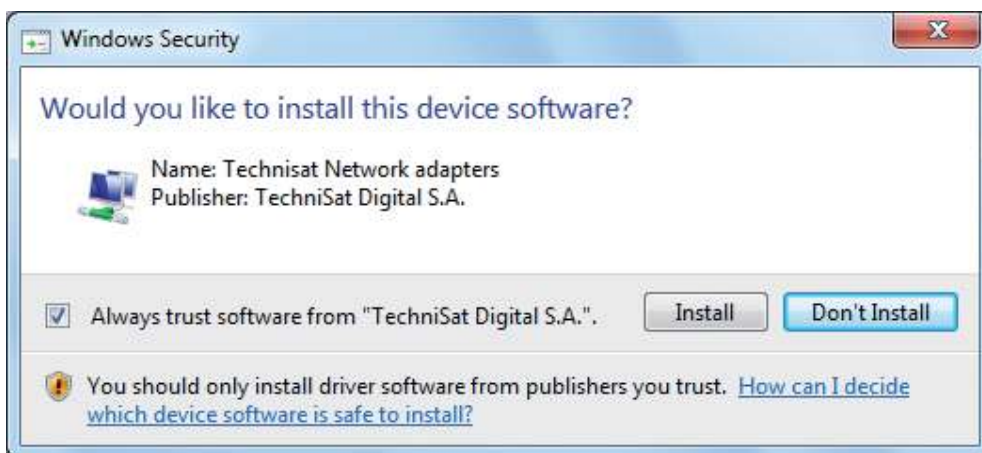 Windows Security
Would you like to install this device software?
Name: Technisat Network adapters
Publisher: TechniSat Digital S.A.
Always trust software from "TechniSat Digital S.A.".
Install
Don't Install
You should only install driver software from publishers you trust. How can I decide
which device software is safe to install?